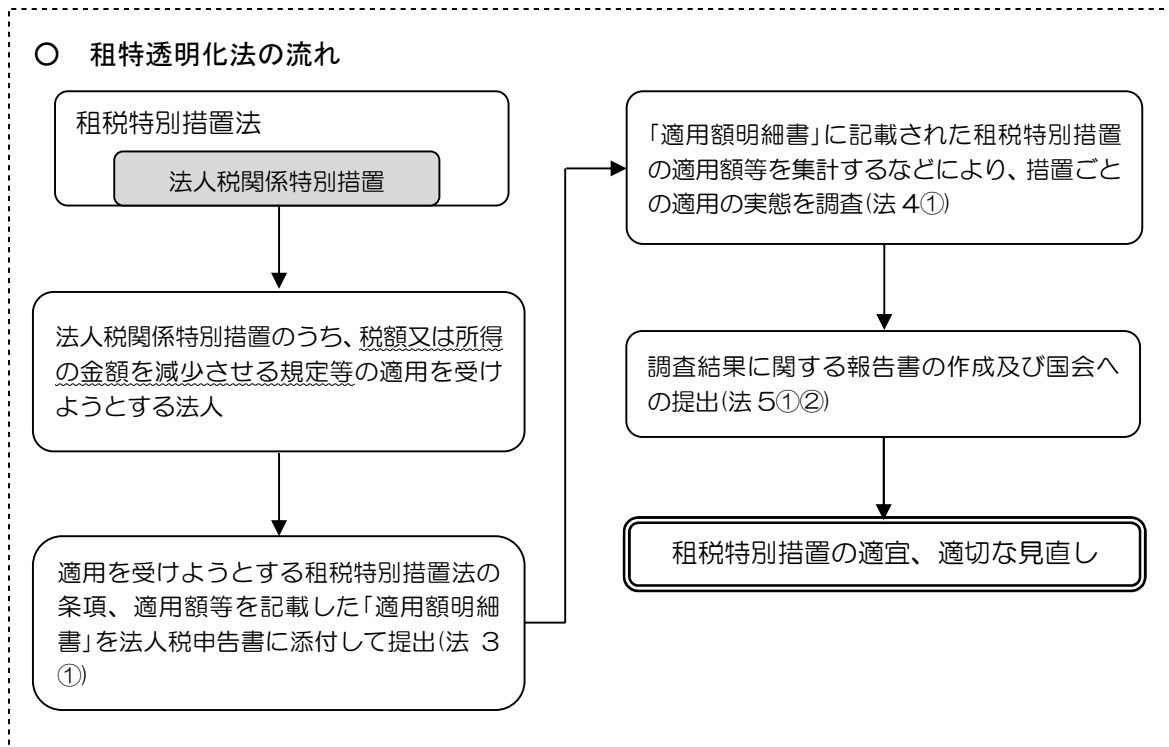 ○　租特透明化法の流れ
租税特別措置法
法人税関係特別措置
法人税関係特別措置のうち、税額又は所得
の金額を減少させる規定等の適用を受け
ようとする法人
適用を受けようとする租税特別措置法の
条項、適用額等を記載した「適用額明細
書」を法人税申告書に添付して提出(法 3
①)
「適用額明細書」に記載された租税特別措置
の適用額等を集計するなどにより、措置ごと
の適用の実態を調査(法 4①)
調査結果に関する報告書の作成及び国会へ
の提出(法 5①②)
租税特別措置の適宜、適切な見直し